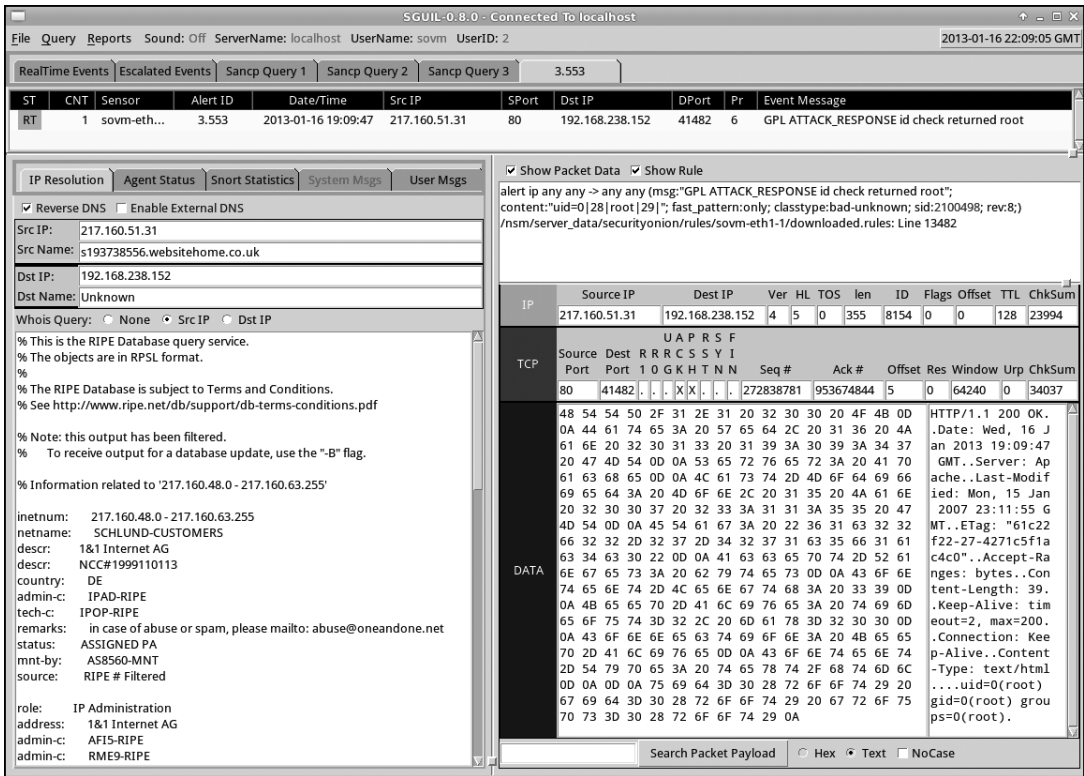 SGUIL-0.8.0 - Connected To localhost
File Query Reports Sound: Off ServerName: localhost UserName: sovm UserID: 2
2013-01-16 22:09:05 GMT
RealTime Events Escalated Events Sancp Query 1 Sancp Query 2 Sancp Query 3 3.553
ST CNT Sensor Alert ID Date/Time Src IP SPort Dst IP DPort Pr Event Message
RT 1 sovm-eth... 3.553 2013-01-16 19:09:47 217.160.51.31 80 192.168.238.152 41482 6 GPL ATTACK_RESPONSE id check returned root
IP Resolution Agent Status Snort Statistics System Msgs User Msgs
Reverse DNS Enable External DNS
Src IP: 217.160.51.31
Src Name: s193738556.websitehome.co.uk
Dst IP: 192.168.238.152
Dst Name: Unknown
Whois Query: None Src IP Dst IP
% This is the RIPE Database query service.
% The objects are in RPSL format.
%
% The RIPE Database is subject to Terms and Conditions.
% See http://www.ripe.net/db/support/db-terms-conditions.pdf
% Note: this output has been filtered.
% To receive output for a database update, use the "-B" flag.
% Information related to '217.160.48.0 - 217.160.63.255'
inetnum: 217.160.48.0 - 217.160.63.255
netname: SCHLUND-CUSTOMERS
descr: 1&1 Internet AG
descr: NCC#1999110113
country: DE
admin-c: IPAD-RIPE
tech-c: IPOP-RIPE
remarks: in case of abuse or spam, please mailto: abuse@oneandone.net
status: ASSIGNED PA
mnt-by: AS8560-MNT
source: RIPE # Filtered
role: IP Administration
address: 1&1 Internet AG
admin-c: AFI5-RIPE
admin-c: RME9-RIPE
Show Packet Data Show Rule
alert ip any any -> any any (msg:"GPL ATTACK_RESPONSE id check returned root";
content:"uid=0|28|root|29|"; fast_pattern:only; classtype:bad-unknown; sid:2100498; rev:8;)
/nsm/server_data/securityonion/rules/sovm-eth1-1/downloaded.rules: Line 13482
IP
Source IP Dest IP Ver HL TOS len ID Flags Offset TTL ChkSum
217.160.51.31 192.168.238.152 4 5 0 355 8154 0 0 128 23994
TCP
U A P R S F
Source Dest R R R C S S Y I
Port Port 1 0 G K H T N N Seq # Ack # Offset Res Window Urp ChkSum
80 41482 . . . X X . . . 272838781 953674844 5 0 64240 0 34037
DATA
48 54 54 50 2F 31 2E 31 20 32 30 30 20 4F 4B 0D HTTP/1.1 200 OK.
0A 44 61 74 65 3A 20 57 65 64 2C 20 31 36 20 4A .Date: Wed, 16 J
61 6E 20 32 30 31 33 20 31 39 3A 30 39 3A 34 37 an 2013 19:09:47
20 47 4D 54 0D 0A 53 65 72 76 65 72 3A 20 41 70 GMT..Server: Ap
61 63 68 65 0D 0A 4C 61 73 74 2D 4D 6F 64 69 66 ache..Last-Modif
69 65 64 3A 20 4D 6F 6E 2C 20 31 35 20 4A 61 6E ied: Mon, 15 Jan
20 32 30 30 37 20 32 33 3A 31 31 3A 35 35 20 47 2007 23:11:55 G
4D 54 0D 0A 45 54 61 67 3A 20 22 36 31 63 32 32 MT..ETag: "61c22
66 32 32 2D 32 37 2D 34 32 37 31 63 35 66 31 61 f22-27-4271c5f1a
63 34 63 30 22 0D 0A 41 63 63 65 70 74 2D 52 61 c4c0"..Accept-Ra
6E 67 65 73 3A 20 62 79 74 65 73 0D 0A 43 6F 6E nges: bytes..Con
74 65 6E 74 2D 4C 65 6E 67 74 68 3A 20 33 39 0D tent-Length: 39.
0A 4B 65 65 70 2D 41 6C 69 76 65 3A 20 74 69 6D .Keep-Alive: tim
65 6F 75 74 3D 32 2C 20 6D 61 78 3D 32 30 30 0D eout=2, max=200.
0A 43 6F 6E 6E 65 63 74 69 6F 6E 3A 20 4B 65 65 .Connection: Kee
70 2D 41 6C 69 76 65 0D 0A 43 6F 6E 74 65 6E 74 p-Alive..Content
2D 54 79 70 65 3A 20 74 65 78 74 2F 68 74 6D 6C -Type: text/html
0D 0A 0D 0A 75 69 64 3D 30 28 72 6F 6F 74 29 20 ....uid=0(root)
67 69 64 3D 30 28 72 6F 6F 74 29 20 67 72 6F 75 gid=0(root) grou
70 73 3D 30 28 72 6F 6F 74 29 0A ps=0(root).
Search Packet Payload Hex Text NoCase